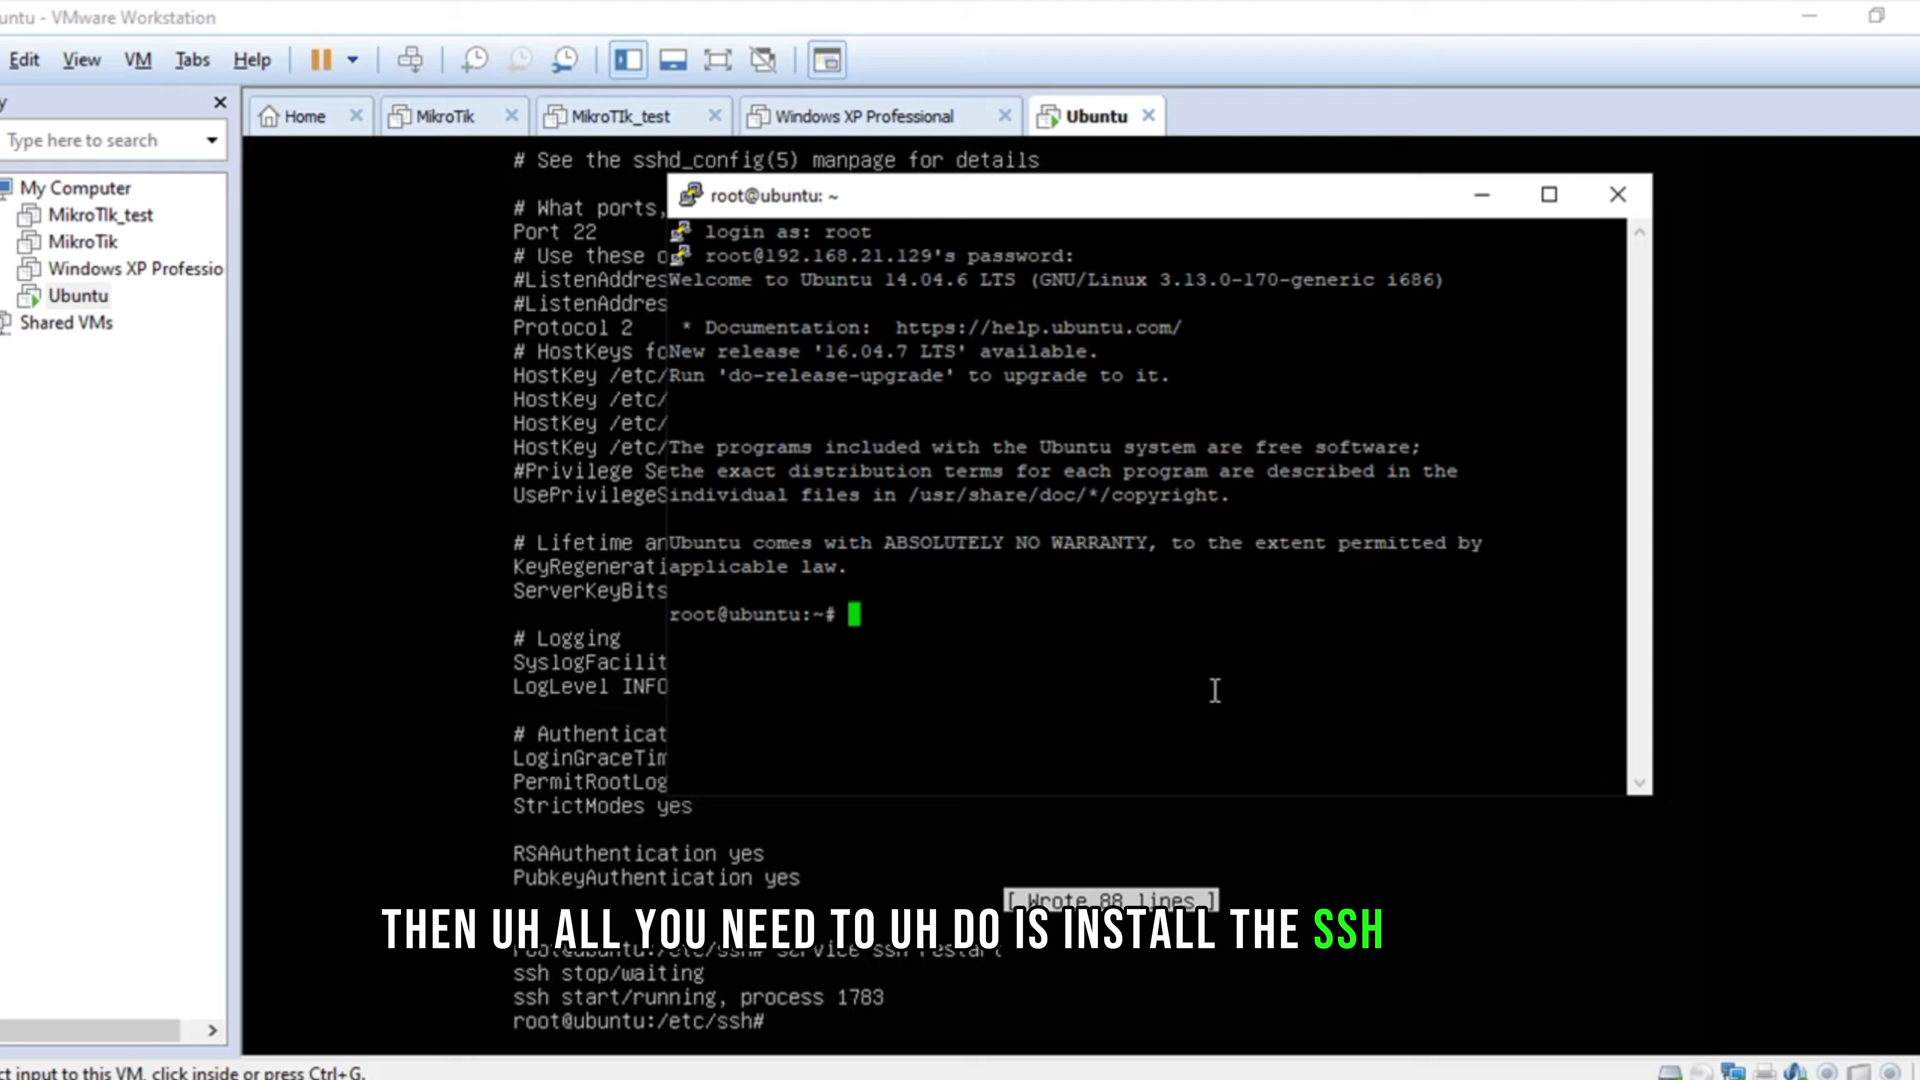 untu - VMware Workstation
Edit View VM Tabs Help
y
Type here to search
My Computer
MikroTIk_test
MikroTik
Windows XP Professio
Ubuntu
Shared VMs
Home MikroTik MikroTIk_test Windows XP Professional Ubuntu
# See the sshd_config(5) manpage for details
# What ports,
Port 22
# Use these o
#ListenAddres
#ListenAddres
Protocol 2
# HostKeys fo
HostKey /etc/
HostKey /etc/
HostKey /etc/
HostKey /etc/
#Privilege Se
UsePrivilegeS
# Lifetime an
KeyRegenerati
ServerKeyBits
# Logging
SyslogFacilit
LogLevel INFO
# Authenticat
LoginGraceTim
PermitRootLog
StrictModes yes
RSAAuthentication yes
PubkeyAuthentication yes
[ Wrote 88 lines ]
root@ubuntu:/etc/ssh# service ssh restart
ssh stop/waiting
ssh start/running, process 1783
root@ubuntu:/etc/ssh#
root@ubuntu: ~
login as: root
root@192.168.21.129's password:
Welcome to Ubuntu 14.04.6 LTS (GNU/Linux 3.13.0-170-generic i686)
* Documentation: https://help.ubuntu.com/
New release '16.04.7 LTS' available.
Run 'do-release-upgrade' to upgrade to it.
The programs included with the Ubuntu system are free software;
the exact distribution terms for each program are described in the
individual files in /usr/share/doc/*/copyright.
Ubuntu comes with ABSOLUTELY NO WARRANTY, to the extent permitted by
applicable law.
root@ubuntu:~#
THEN UH ALL YOU NEED TO UH DO IS INSTALL THE SSH
ct input to this VM, click inside or press Ctrl+G.